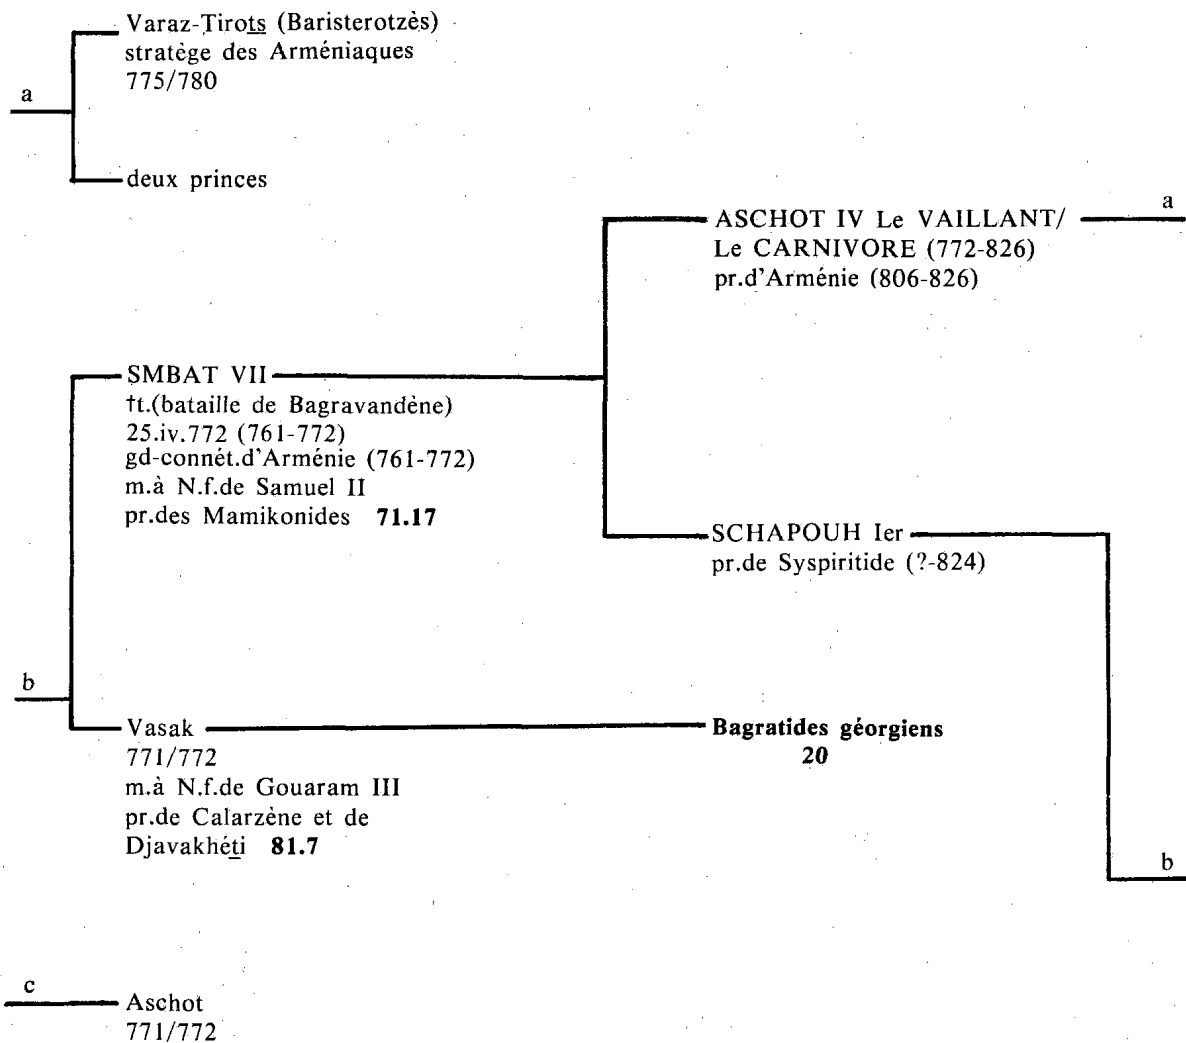 Varaz-Tirots (Baristerotzès)
stratège des Arméniaques
775/780
a
deux princes
ASCHOT IV Le VAILLANT/
Le CARNIVORE (772-826)
pr.d'Arménie (806-826)
a
SMBAT VII
†t.(bataille de Bagravandène)
25.iv.772 (761-772)
gd-connét.d'Arménie (761-772)
m.à N.f.de Samuel II
pr.des Mamikonides 71.17
SCHAPOUH Ier
pr.de Syspiritide (?-824)
b
Vasak
771/772
m.à N.f.de Gouaram III
pr.de Calarzène et de
Djavakhéti 81.7
Bagratides géorgiens
20
b
c
Aschot
771/772